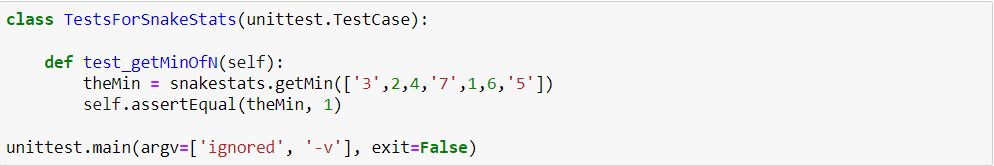 class TestsForSnakeStats(unittest.TestCase):
    def test_getMinOfN(self):
        theMin = snakestats.getMin(['3',2,4,'7',1,6,'5'])
        self.assertEqual(theMin, 1)
unittest.main(argv=['ignored', '-v'], exit=False)